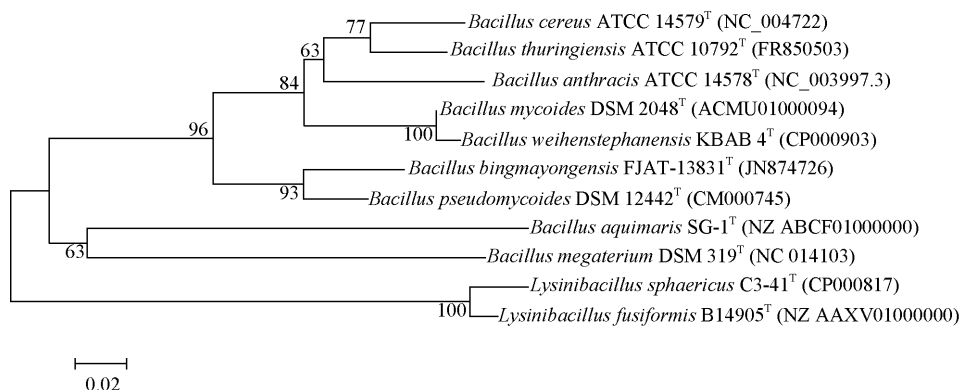 77 Bacillus cereus ATCC 14579ᵀ (NC_004722)
63 Bacillus thuringiensis ATCC 10792ᵀ (FR850503)
84 Bacillus anthracis ATCC 14578ᵀ (NC_003997.3)
Bacillus mycoides DSM 2048ᵀ (ACMU01000094)
96 100 Bacillus weihenstephanensis KBAB 4ᵀ (CP000903)
Bacillus bingmayongensis FJAT-13831ᵀ (JN874726)
93 Bacillus pseudomycoides DSM 12442ᵀ (CM000745)
Bacillus aquimaris SG-1ᵀ (NZ ABCF01000000)
63 Bacillus megaterium DSM 319ᵀ (NC 014103)
Lysinibacillus sphaericus C3-41ᵀ (CP000817)
100 Lysinibacillus fusiformis B14905ᵀ (NZ AAXV01000000)
0.02